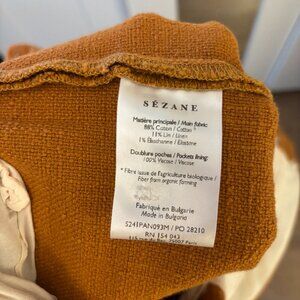 SÉZANE
Matière principale / Main fabric
88% Coton / Cotton *
11% Lin / Linen
1% Elasthanne / Elastane
Doublure poches / Pockets lining:
100% Viscose / Viscose
* Fibre issue de l'agriculture biologique /
Fiber from organic farming
Fabriqué en Bulgarie
Made in Bulgaria
S241PAN093M / PO 28210
RN 154 043
75007 Paris